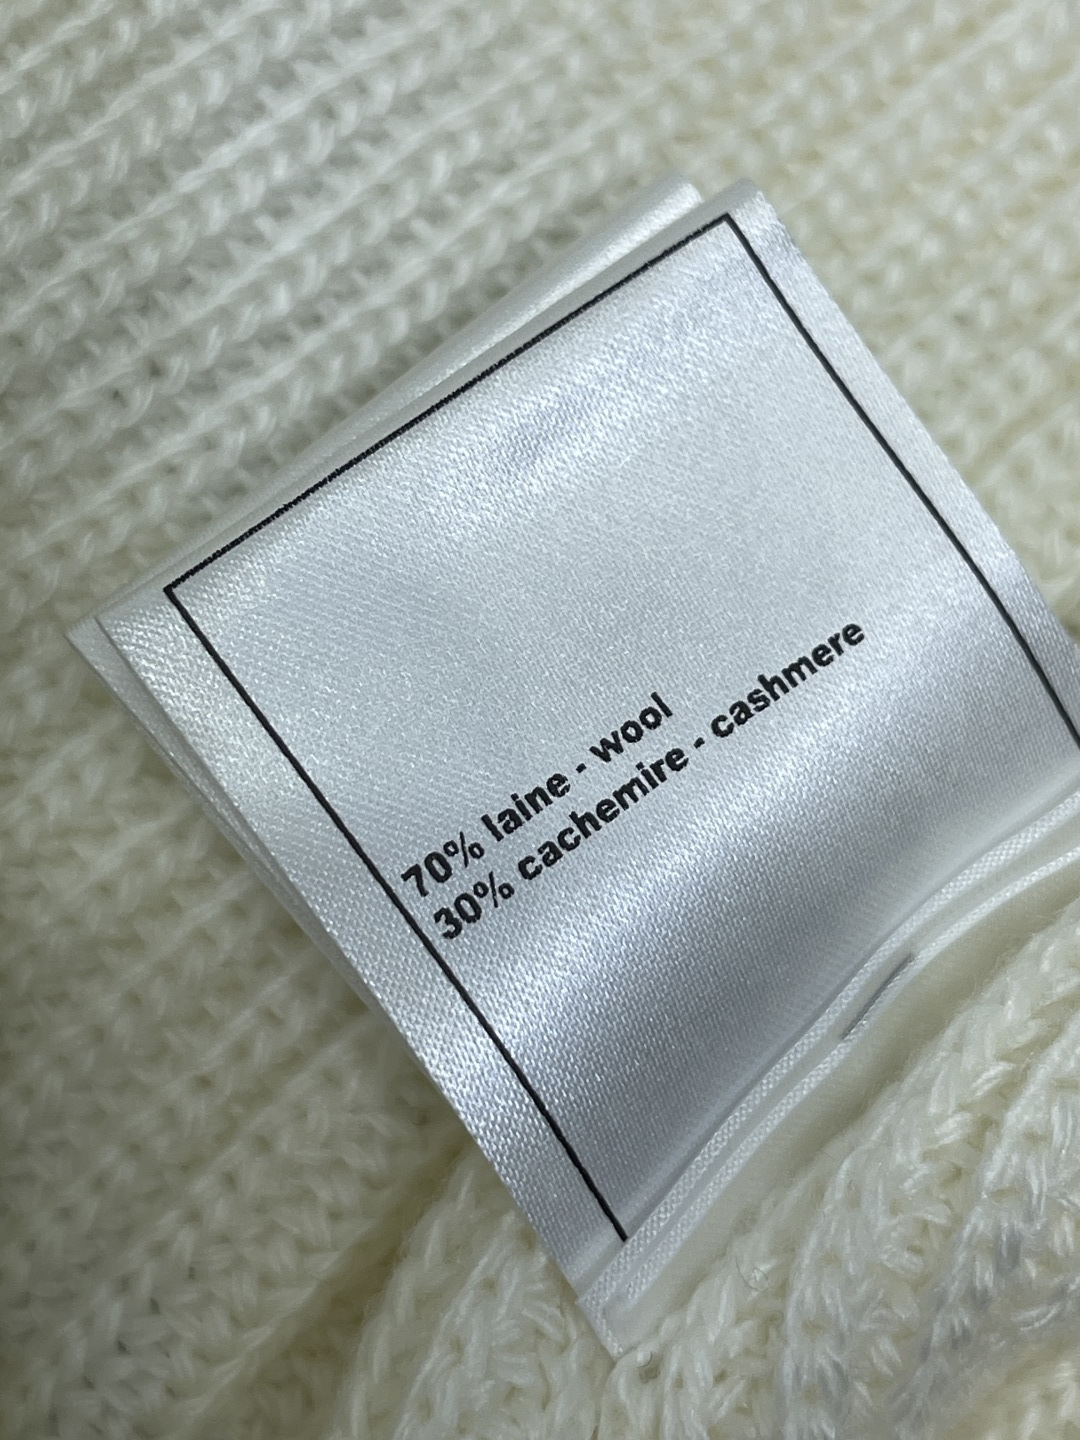 70% laine - wool
30% cachemire - cashmere